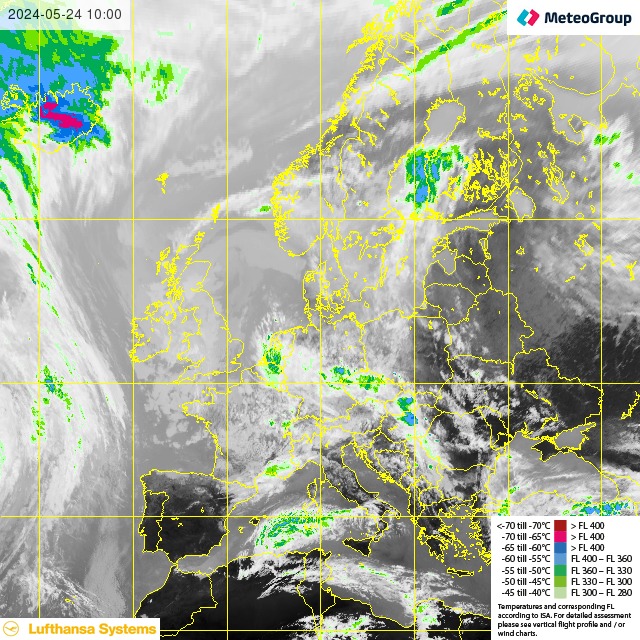 2024-05-24 10:00
MeteoGroup
<-70 till -70°C > FL 400
-70 till -65°C > FL 400
-65 till -60°C > FL 400
-60 till -55°C FL 400 - FL 360
-55 till -50°C FL 360 - FL 330
-50 till -45°C FL 330 - FL 300
-45 till -40°C FL 300 - FL 280
Temperatures and corresponding FL
according to ISA. For detailed assessment
please see vertical flight profile and / or
wind charts.
Lufthansa Systems